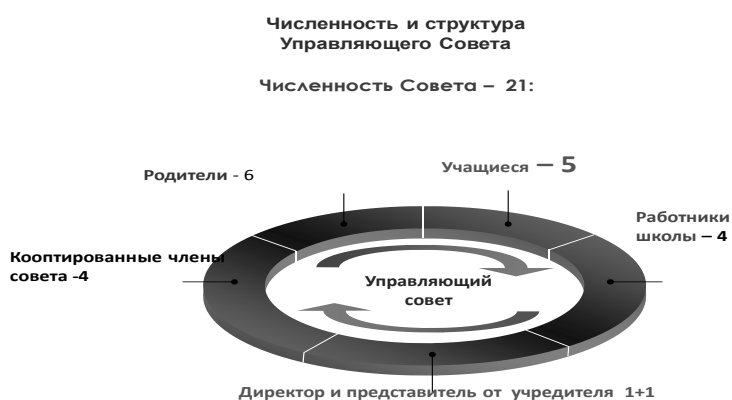 Численность и структура
Управляющего Совета
Численность Совета – 21:
Родители - 6
Учащиеся – 5
Работники
школы – 4
Кооптированные члены
совета -4
Управляющий
совет
Директор и представитель от учредителя 1+1